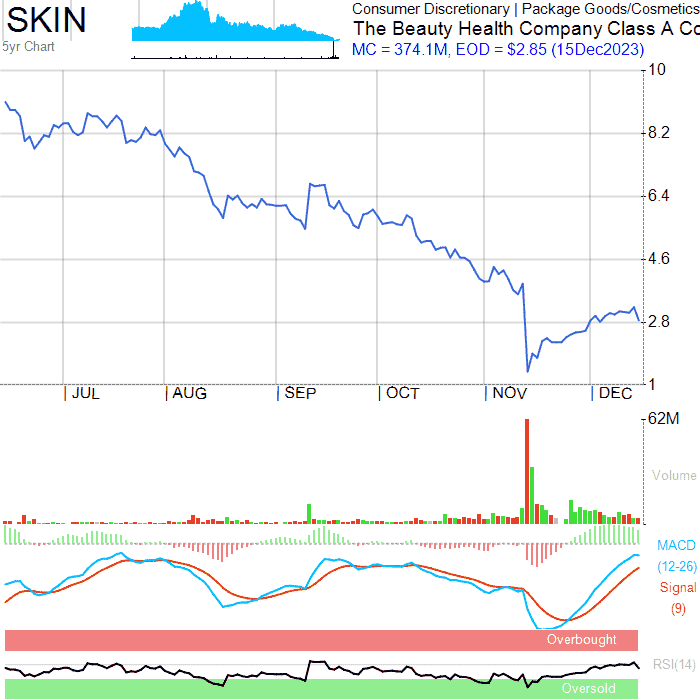 SKIN
5yr Chart
Consumer Discretionary | Package Goods/Cosmetics
The Beauty Health Company Class A Co
MC = 374.1M, EOD = $2.85 (15Dec2023)
10
8.2
6.4
4.6
2.8
1
| JUL | AUG | SEP | OCT | NOV | DEC
62M
Volume
MACD
(12-26)
Signal
(9)
Overbought
RSI(14)
Oversold